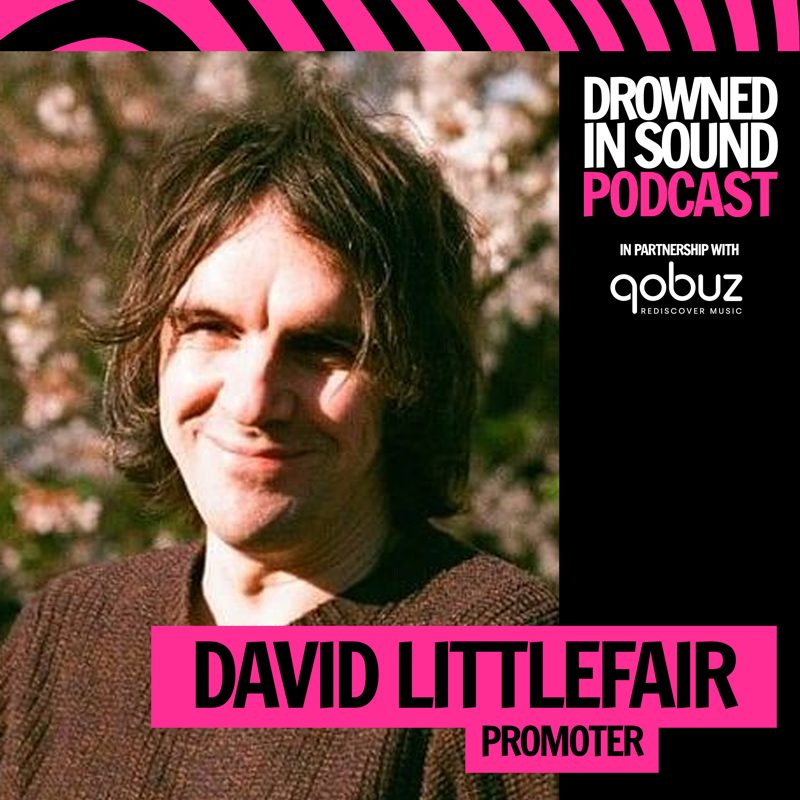 DROWNED
IN SOUND
PODCAST
IN PARTNERSHIP WITH
qobuz
REDISCOVER MUSIC
DAVID LITTLEFAIR
PROMOTER